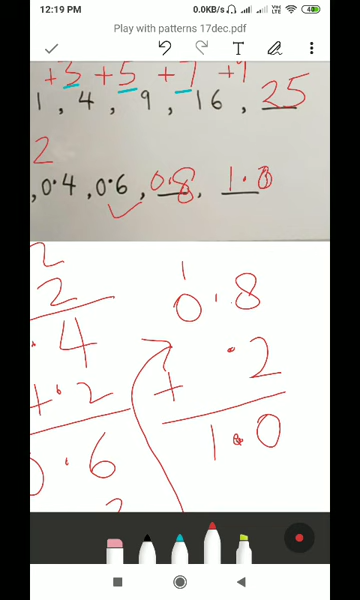 12:19 PM 0.0KB/s 40
Play with patterns 17dec.pdf
T
+3 +5 +7 +9
1 , 4 , 9 , 16 , 25
2
, 0.4 , 0.6 , 0.8 , 1.0
2
2
.4
+.2
0.6
1
0.8
+ .2
1.0